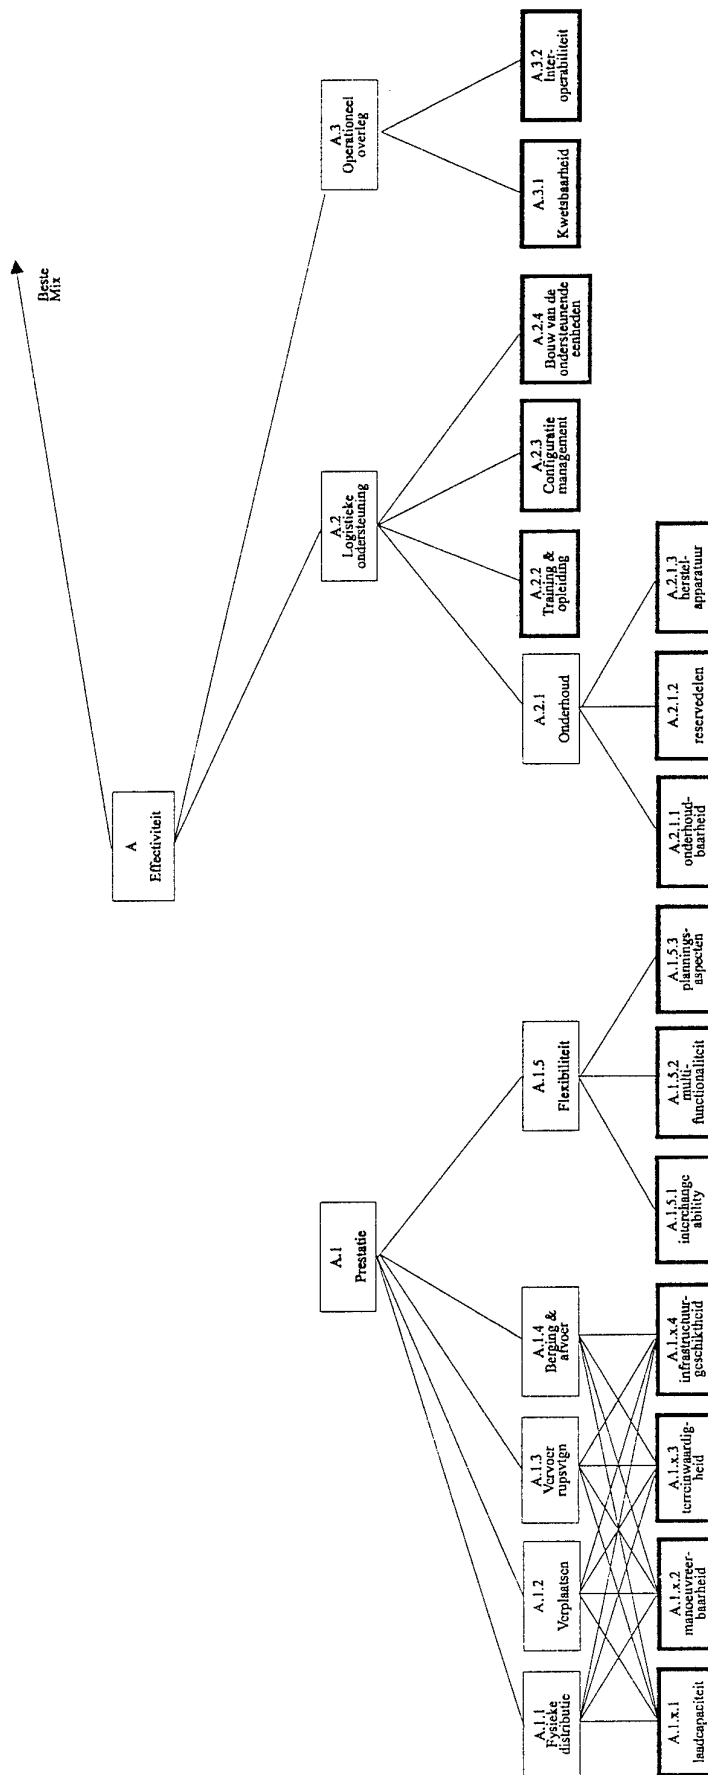 Beste
Mix
A
Effectiviteit
A.1
Prestatie
A.2
Logistieke
ondersteuning
A.3
Operationeel
overleg
A.1.1
Fysieke
distributie
A.1.2
Verplaatsen
A.1.3
Vervoer
rupsvtgn
A.1.4
Berging &
afvoer
A.1.5
Flexibiliteit
A.2.1
Onderhoud
A.2.2
Training &
opleiding
A.2.3
Configuratie
management
A.2.4
Bouw van de
ondersteunende
eenheden
A.3.1
Kwetsbaarheid
A.3.2
Inter-
operabiliteit
A.1.x.1
laadcapaciteit
A.1.x.2
manoeuvreer-
baarheid
A.1.x.3
terreinwaardig-
heid
A.1.x.4
infrastructuur-
geschiktheid
A.1.5.1
interchange
ability
A.1.5.2
multi-
functionaliteit
A.1.5.3
plannings-
aspecten
A.2.1.1
onderhoud-
baarheid
A.2.1.2
reservedelen
A.2.1.3
herstel-
apparatuur